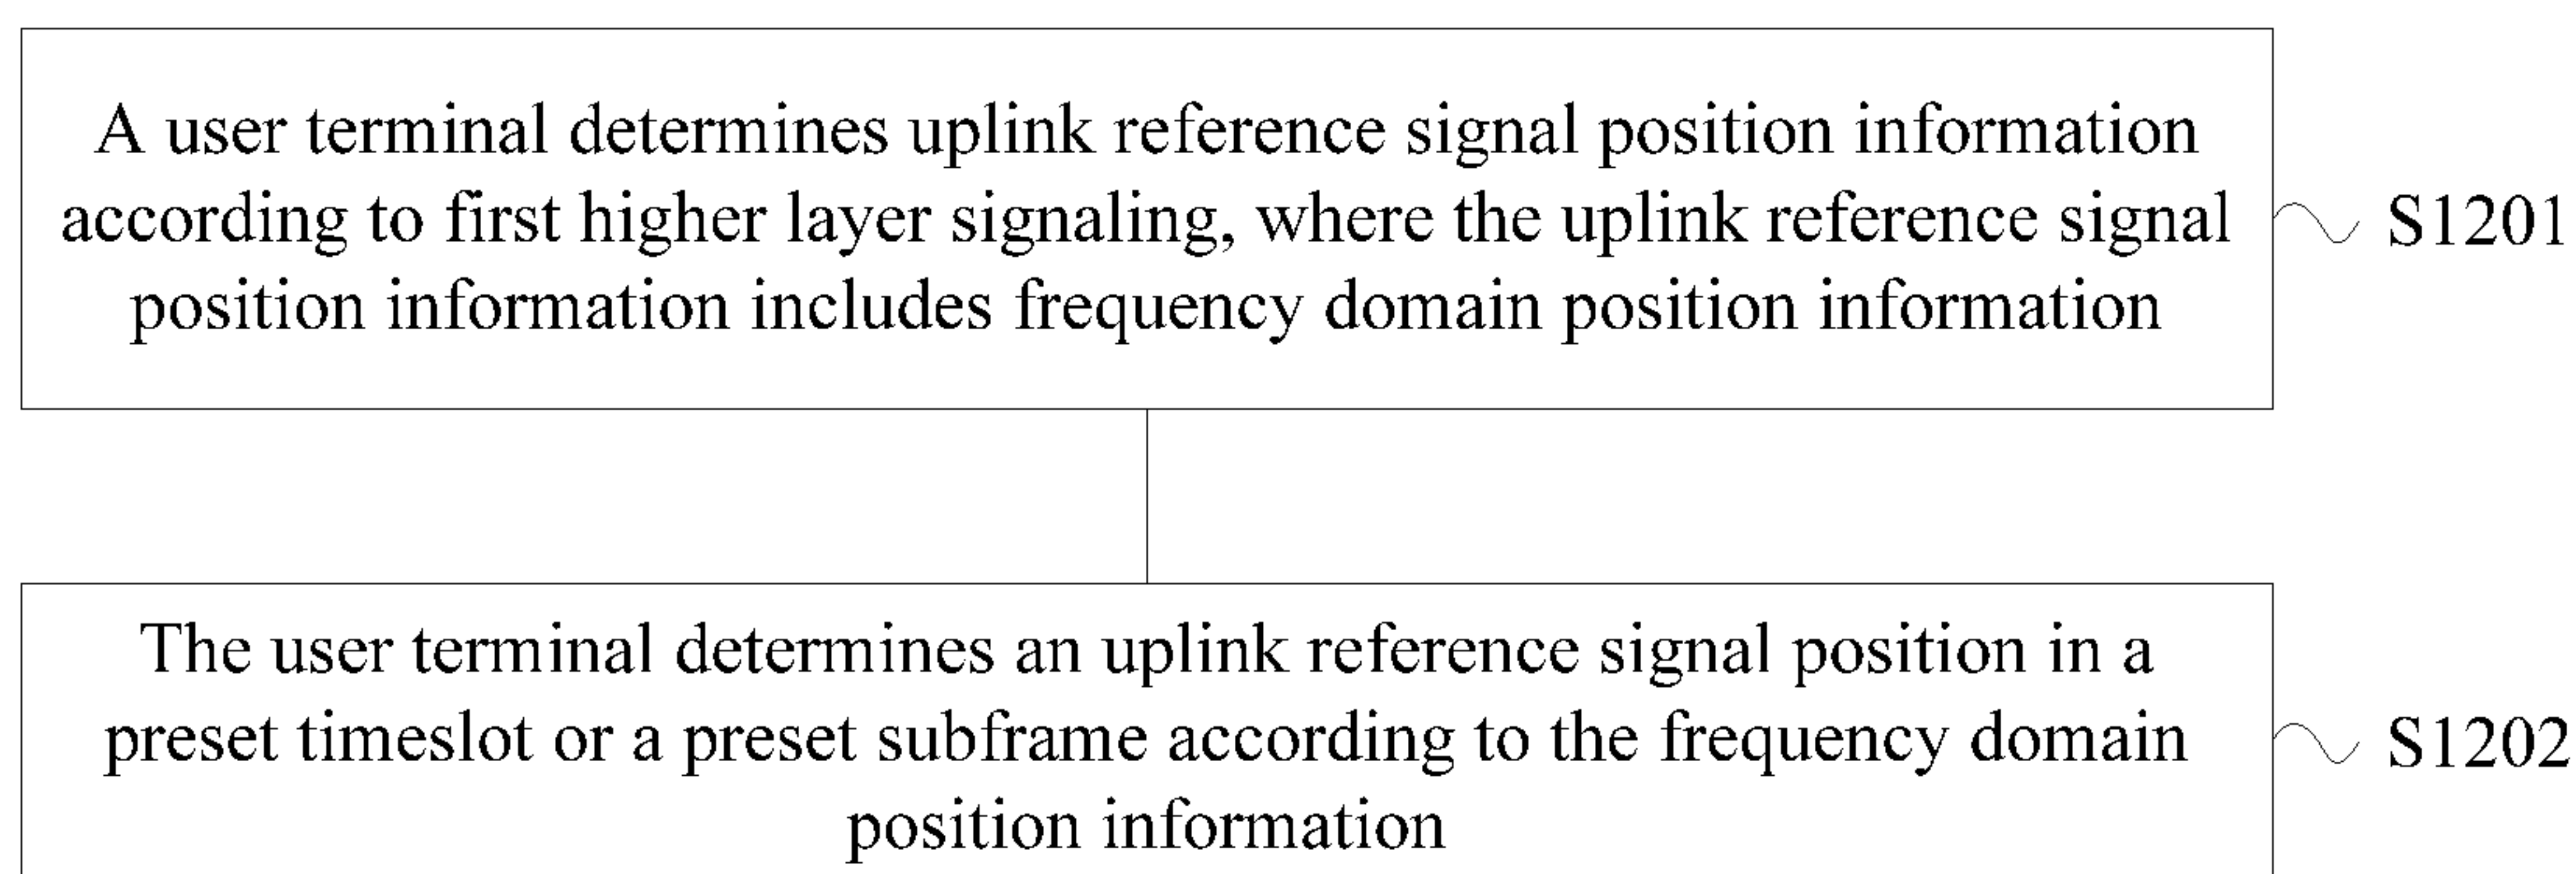 A user terminal determines uplink reference signal position information
according to first higher layer signaling, where the uplink reference signal
position information includes frequency domain position information
S1201
The user terminal determines an uplink reference signal position in a
preset timeslot or a preset subframe according to the frequency domain
position information
S1202